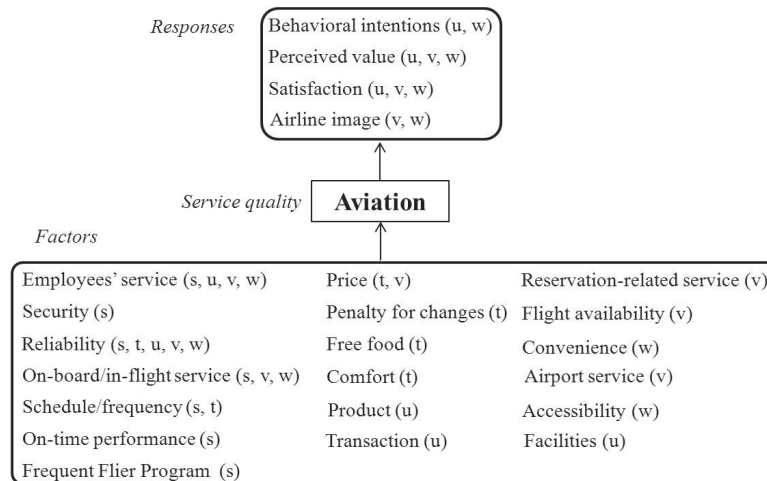 Responses
Behavioral intentions (u, w)
Perceived value (u, v, w)
Satisfaction (u, v, w)
Airline image (v, w)
Service quality
Aviation
Factors
Employees' service (s, u, v, w)
Security (s)
Reliability (s, t, u, v, w)
On-board/in-flight service (s, v, w)
Schedule/frequency (s, t)
On-time performance (s)
Frequent Flier Program (s)
Price (t, v)
Penalty for changes (t)
Free food (t)
Comfort (t)
Product (u)
Transaction (u)
Reservation-related service (v)
Flight availability (v)
Convenience (w)
Airport service (v)
Accessibility (w)
Facilities (u)